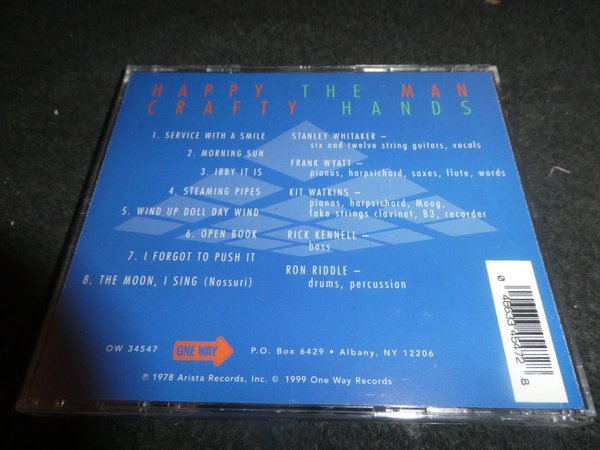 HAPPY THE MAN
CRAFTY HANDS
1. SERVICE WITH A SMILE
2. MORNING SUN
3. IBBY IT IS
4. STEAMING PIPES
5. WIND UP DOLL DAY WIND
6. OPEN BOOK
7. I FORGOT TO PUSH IT
8. THE MOON, I SING (Nossuri)
STANLEY WHITAKER –
six and twelve string guitars, vocals
FRANK WYATT –
pianos, harpsichord, saxes, flute, words
KIT WATKINS –
pianos, harpsichord, Moog,
fake strings clavinet, B3, recorder
RICK KENNELL –
bass
RON RIDDLE –
drums, percussion
OW 34547
ONE WAY
P.O. Box 6429 • Albany, NY 12206
℗ 1978 Arista Records, Inc. © 1999 One Way Records
0 46633 45472 8